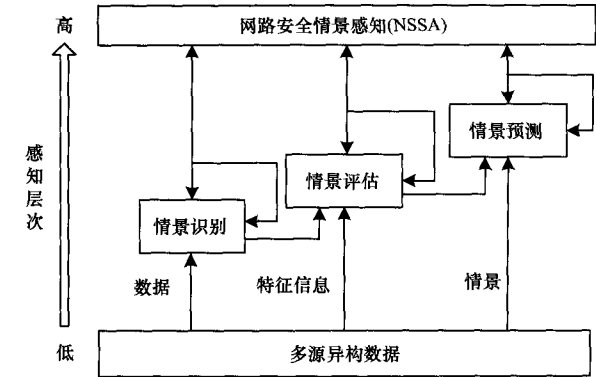 高
网路安全情景感知(NSSA)
感知层次
情景预测
情景评估
情景识别
数据
特征信息
情景
低
多源异构数据